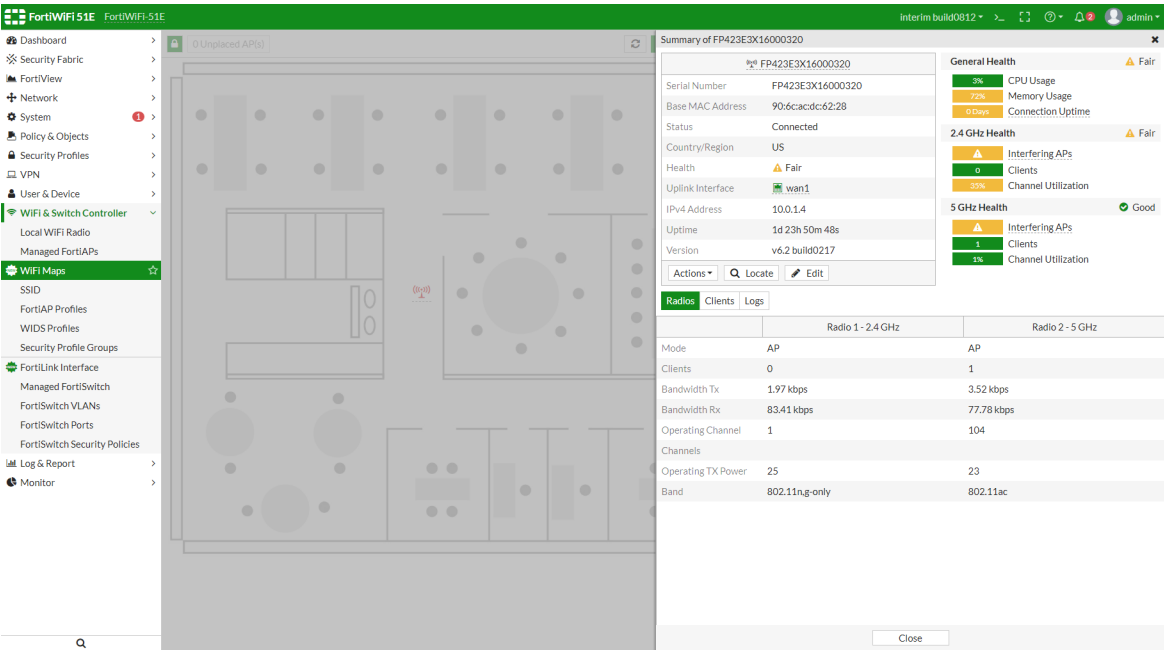 FortiWiFi 51E FortiWiFi-51E
interim build0812 >_ 2 admin
Dashboard
Security Fabric
FortiView
Network
System 1
Policy & Objects
Security Profiles
VPN
User & Device
WiFi & Switch Controller
Local WiFi Radio
Managed FortiAPs
WiFi Maps
SSID
FortiAP Profiles
WIDS Profiles
Security Profile Groups
FortiLink Interface
Managed FortiSwitch
FortiSwitch VLANs
FortiSwitch Ports
FortiSwitch Security Policies
Log & Report
Monitor
0 Unplaced AP(s)
Summary of FP423E3X16000320
FP423E3X16000320
Serial Number FP423E3X16000320
Base MAC Address 90:6c:ac:dc:62:28
Status Connected
Country/Region US
Health Fair
Uplink Interface wan1
IPv4 Address 10.0.1.4
Uptime 1d 23h 50m 48s
Version v6.2 build0217
Actions Locate Edit
General Health Fair
3% CPU Usage
72% Memory Usage
0 Days Connection Uptime
2.4 GHz Health Fair
Interfering APs
0 Clients
35% Channel Utilization
5 GHz Health Good
Interfering APs
1 Clients
1% Channel Utilization
Radios Clients Logs
Radio 1 - 2.4 GHz Radio 2 - 5 GHz
Mode AP AP
Clients 0 1
Bandwidth Tx 1.97 kbps 3.52 kbps
Bandwidth Rx 83.41 kbps 77.78 kbps
Operating Channel 1 104
Channels
Operating TX Power 25 23
Band 802.11n,g-only 802.11ac
Close